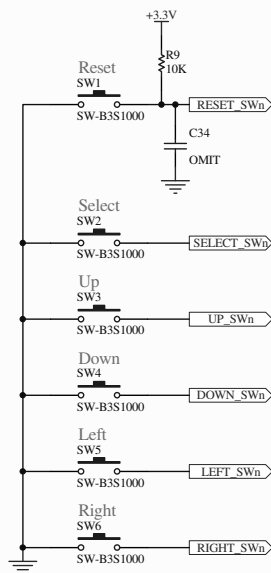 +3.3V
R9
10K
Reset
SW1
RESET_SWn
SW-B3S1000
C34
OMIT
Select
SW2
SELECT_SWn
SW-B3S1000
Up
SW3
UP_SWn
SW-B3S1000
Down
SW4
DOWN_SWn
SW-B3S1000
Left
SW5
LEFT_SWn
SW-B3S1000
Right
SW6
RIGHT_SWn
SW-B3S1000